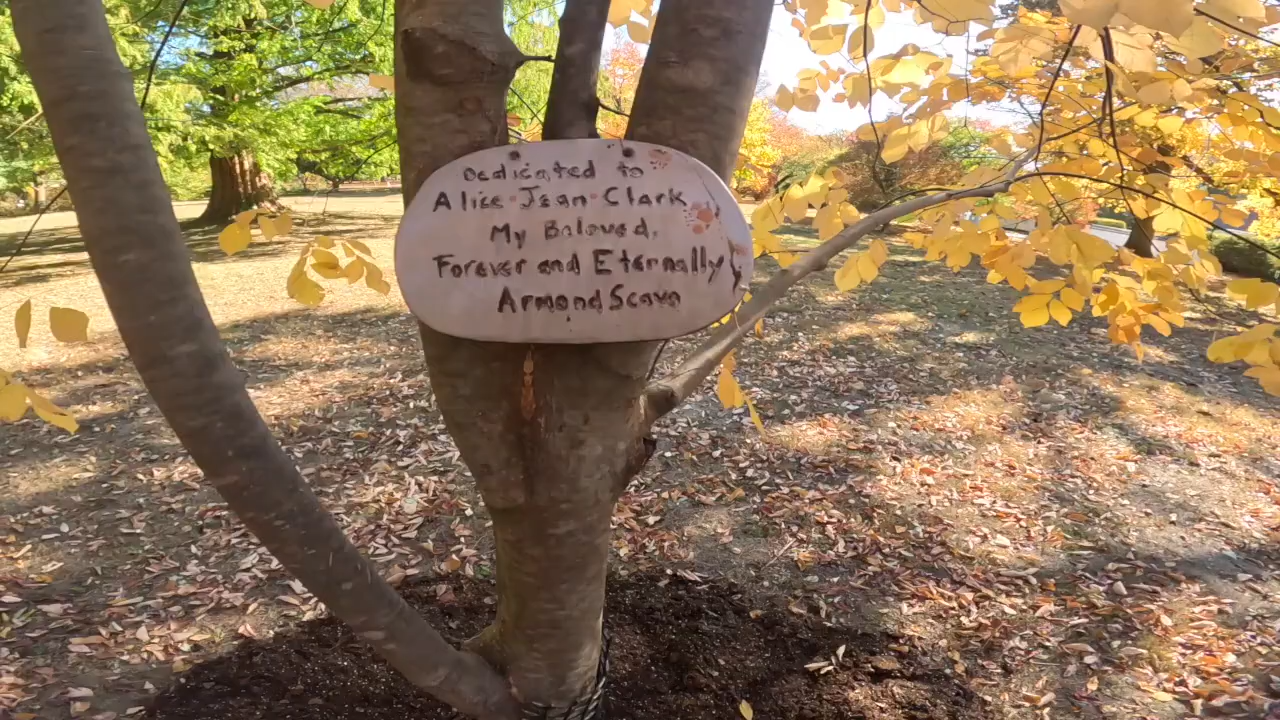 Dedicated to
Alice Jean Clark
My Beloved,
Forever and Eternally
Armond Scavo